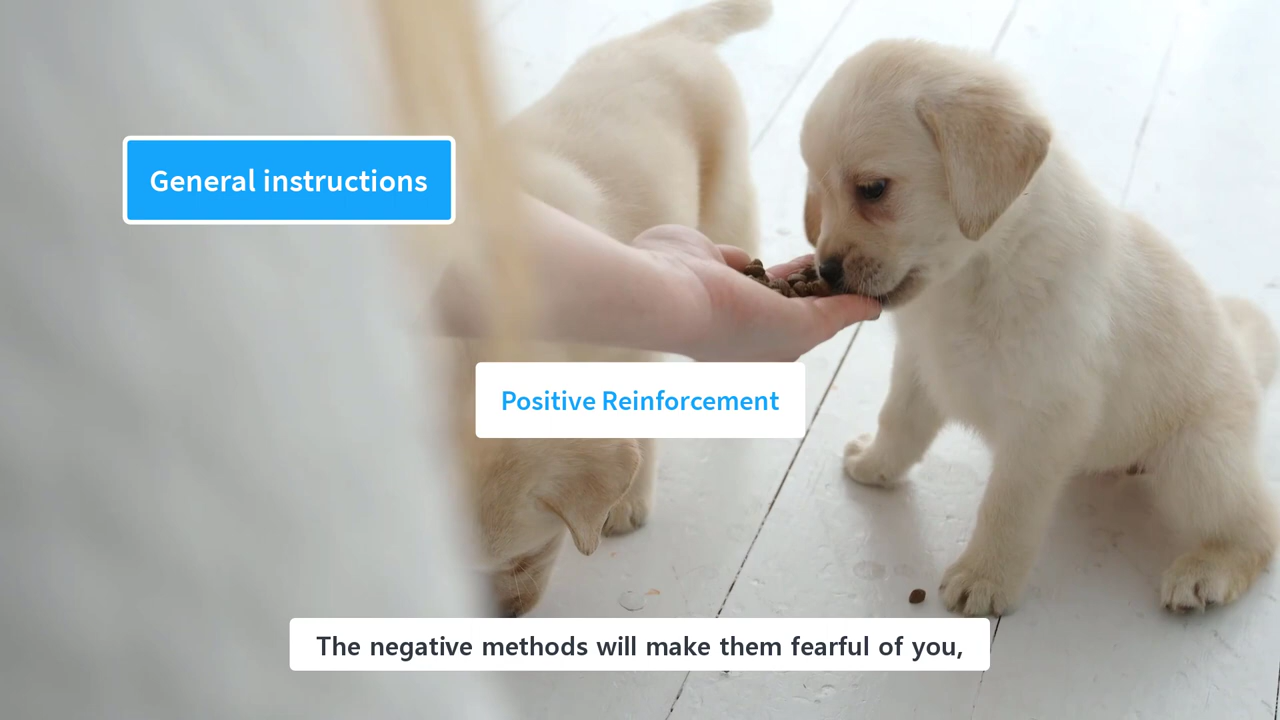 General instructions
Positive Reinforcement
The negative methods will make them fearful of you,